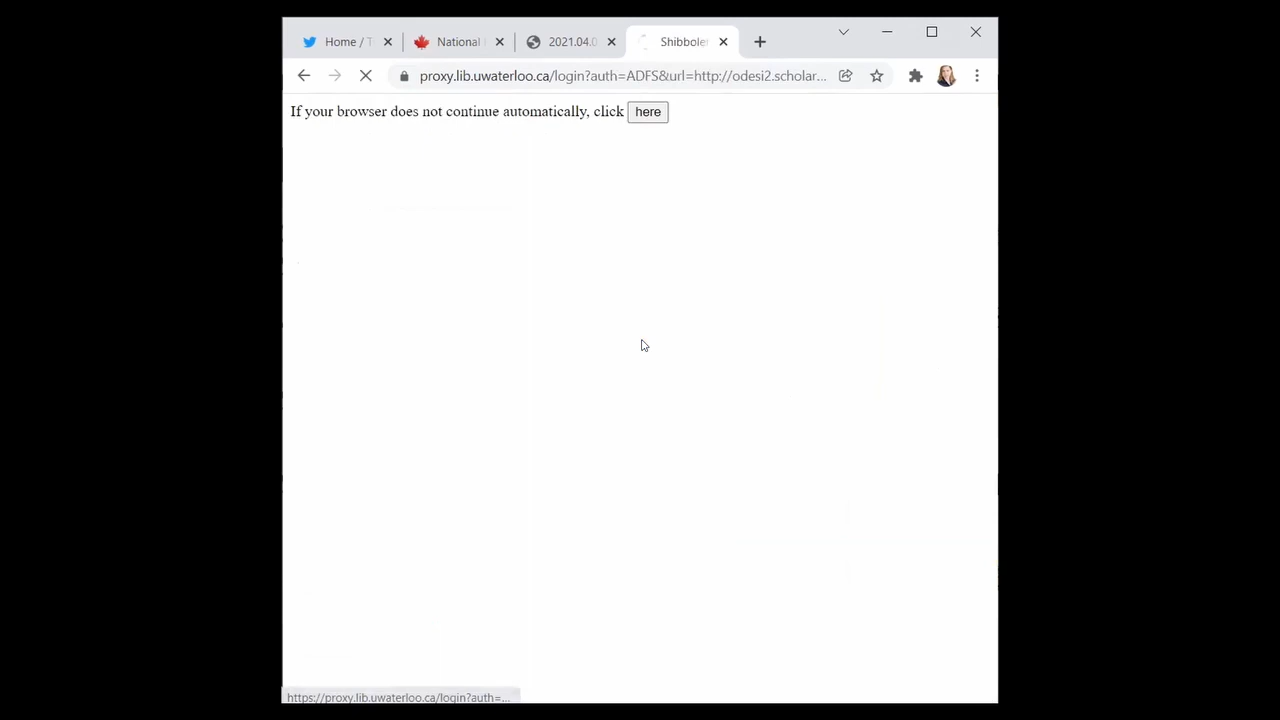 Home / T
National
2021.04.0
Shibboler
proxy.lib.uwaterloo.ca/login?auth=ADFS&url=http://odesi2.scholar...
If your browser does not continue automatically, click here
https://proxy.lib.uwaterloo.ca/login?auth=...